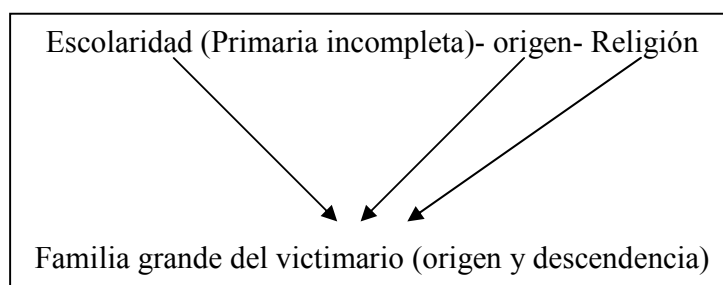 Escolaridad (Primaria incompleta)- origen- Religión
Familia grande del victimario (origen y descendencia)